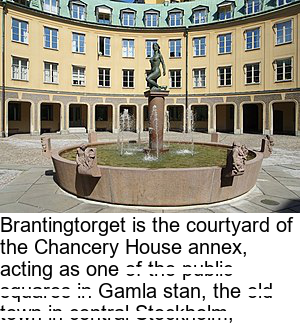 Brantingtorget is the courtyard of
the Chancery House annex,
acting as one of the public
squares in Gamla stan, the old
town in central Stockholm,